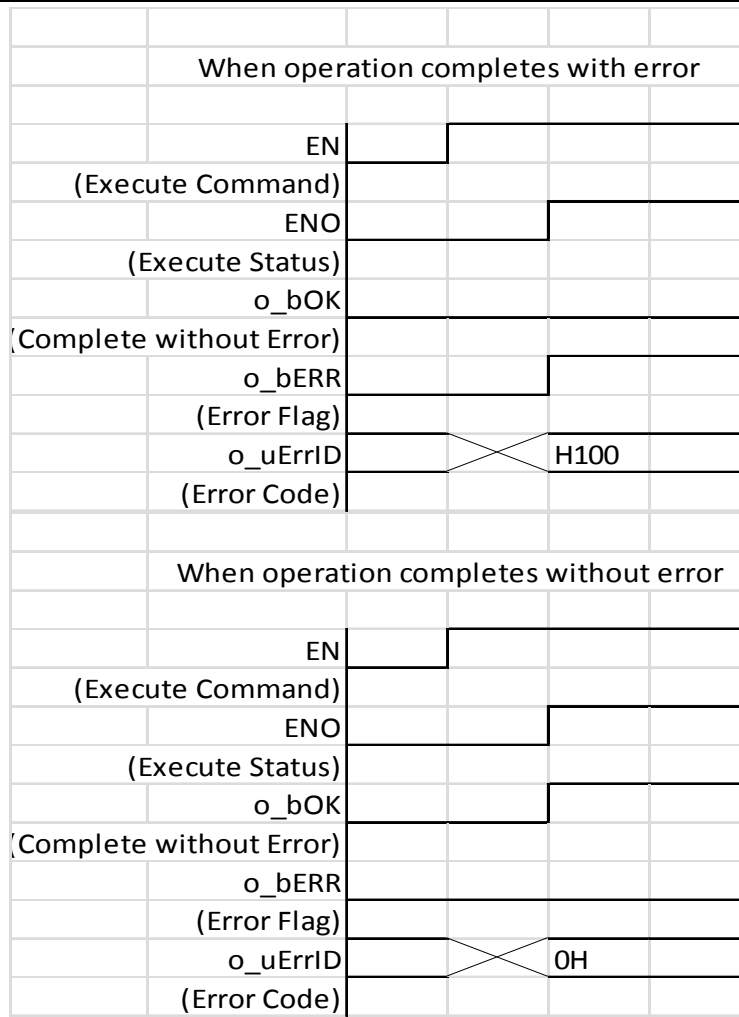 When operation completes with error
EN
(Execute Command)
ENO
(Execute Status)
o_bOK
(Complete without Error)
o_bERR
(Error Flag)
o_uErrID
H100
(Error Code)
When operation completes without error
EN
(Execute Command)
ENO
(Execute Status)
o_bOK
(Complete without Error)
o_bERR
(Error Flag)
o_uErrID
0H
(Error Code)